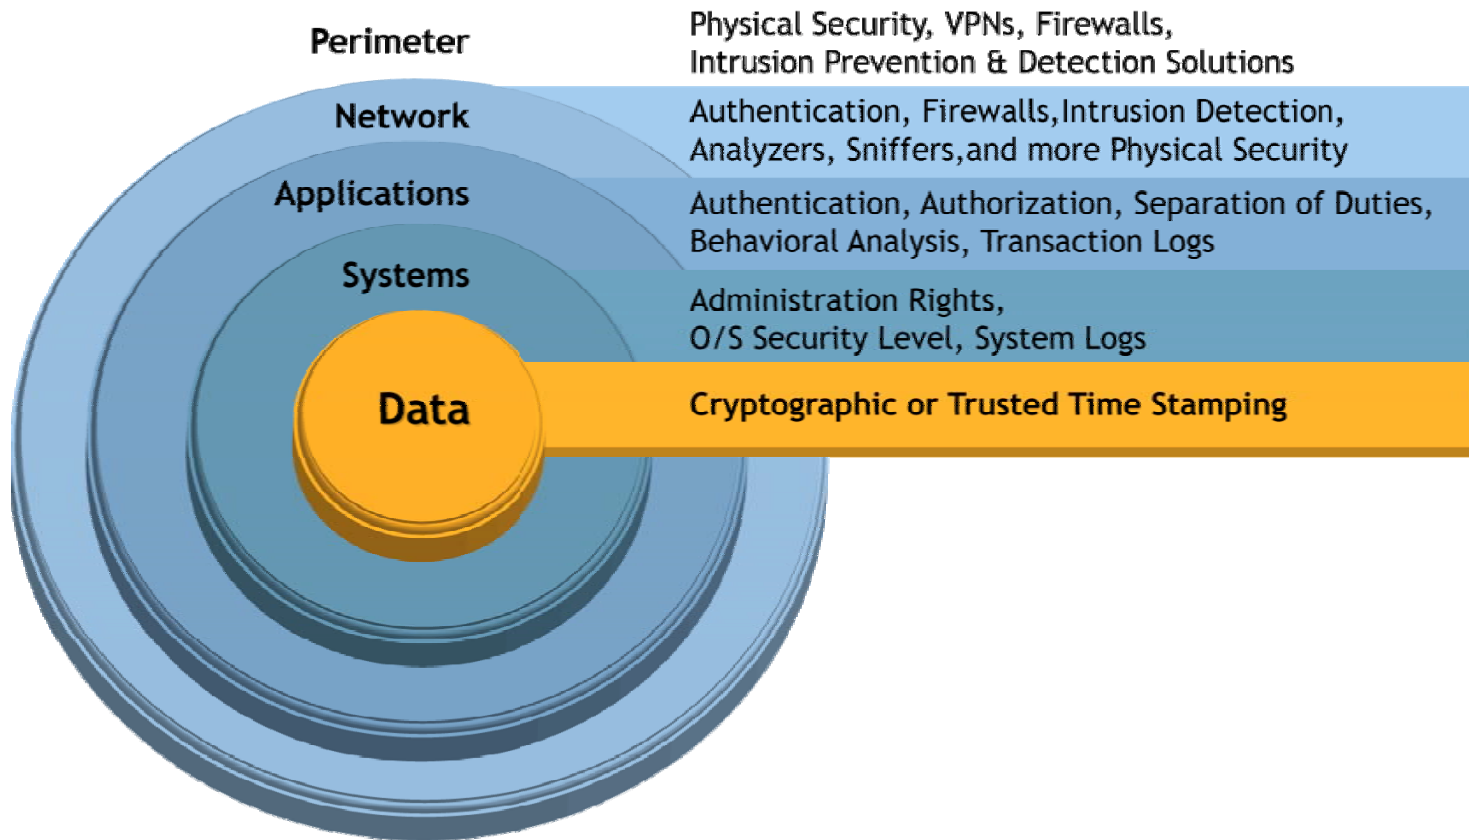 Perimeter
Physical Security, VPNs, Firewalls,
Intrusion Prevention & Detection Solutions
Network
Authentication, Firewalls,Intrusion Detection,
Analyzers, Sniffers,and more Physical Security
Applications
Authentication, Authorization, Separation of Duties,
Behavioral Analysis, Transaction Logs
Systems
Administration Rights,
O/S Security Level, System Logs
Data
Cryptographic or Trusted Time Stamping